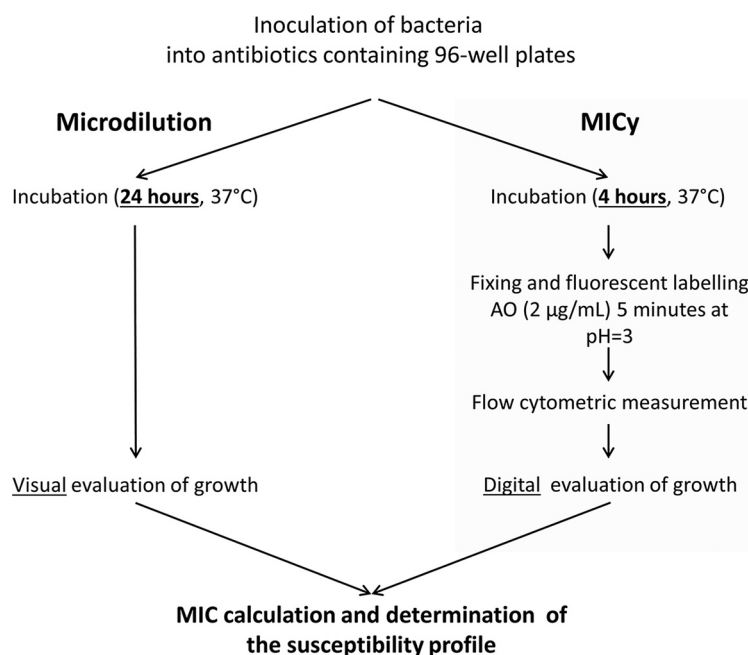 Inoculation of bacteria
into antibiotics containing 96-well plates
Microdilution
Incubation (24 hours, 37°C)
Visual evaluation of growth
MICy
Incubation (4 hours, 37°C)
Fixing and fluorescent labelling
AO (2 µg/mL) 5 minutes at
pH=3
Flow cytometric measurement
Digital evaluation of growth
MIC calculation and determination of
the susceptibility profile